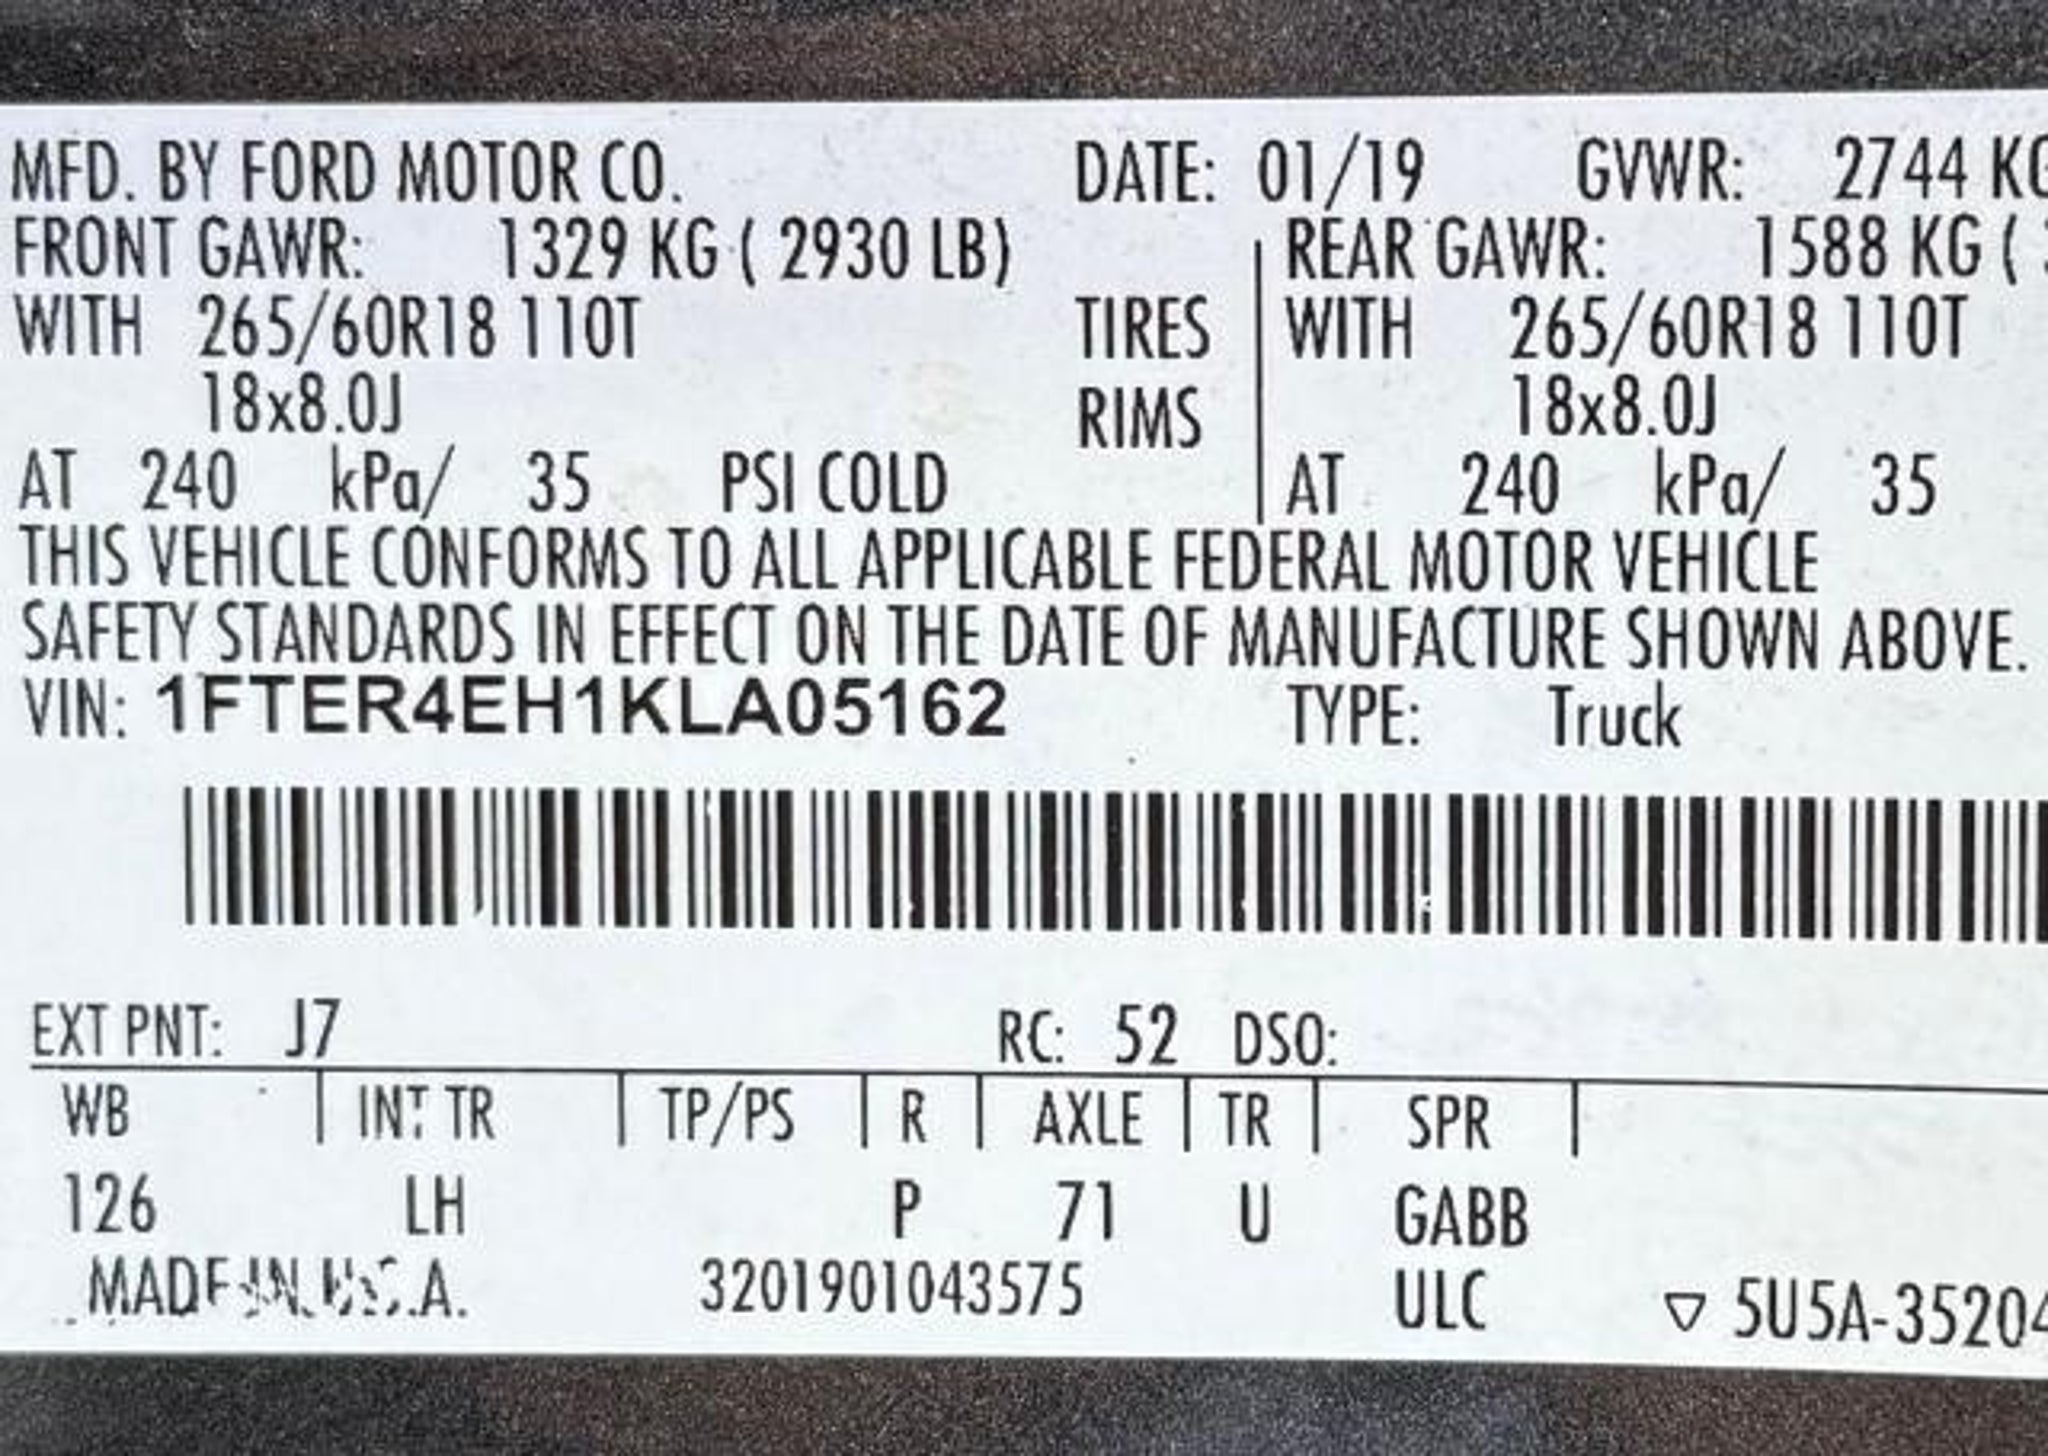 MFD. BY FORD MOTOR CO. DATE: 01/19 GVWR: 2744 KG
FRONT GAWR: 1329 KG ( 2930 LB) REAR GAWR: 1588 KG (
WITH 265/60R18 110T TIRES WITH 265/60R18 110T
18x8.0J RIMS 18x8.0J
AT 240 kPa/ 35 PSI COLD AT 240 kPa/ 35
THIS VEHICLE CONFORMS TO ALL APPLICABLE FEDERAL MOTOR VEHICLE
SAFETY STANDARDS IN EFFECT ON THE DATE OF MANUFACTURE SHOWN ABOVE.
VIN: 1FTER4EH1KLA05162 TYPE: Truck
EXT PNT: J7 RC: 52 DSO:
WB INT TR TP/PS R AXLE TR SPR
126 LH P 71 U GABB
MADE IN U.S.A. 3201901043575 ULC ▽ 5U5A-35204